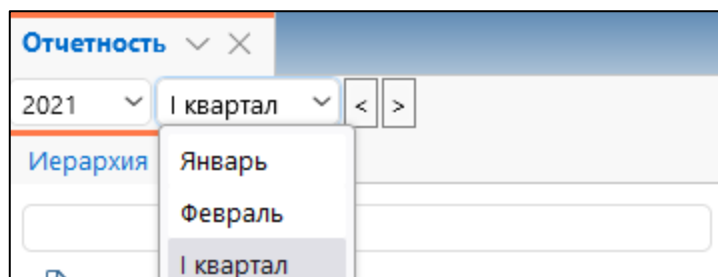 Отчетность
2021 I квартал < >
Иерархия
Январь
Февраль
I квартал